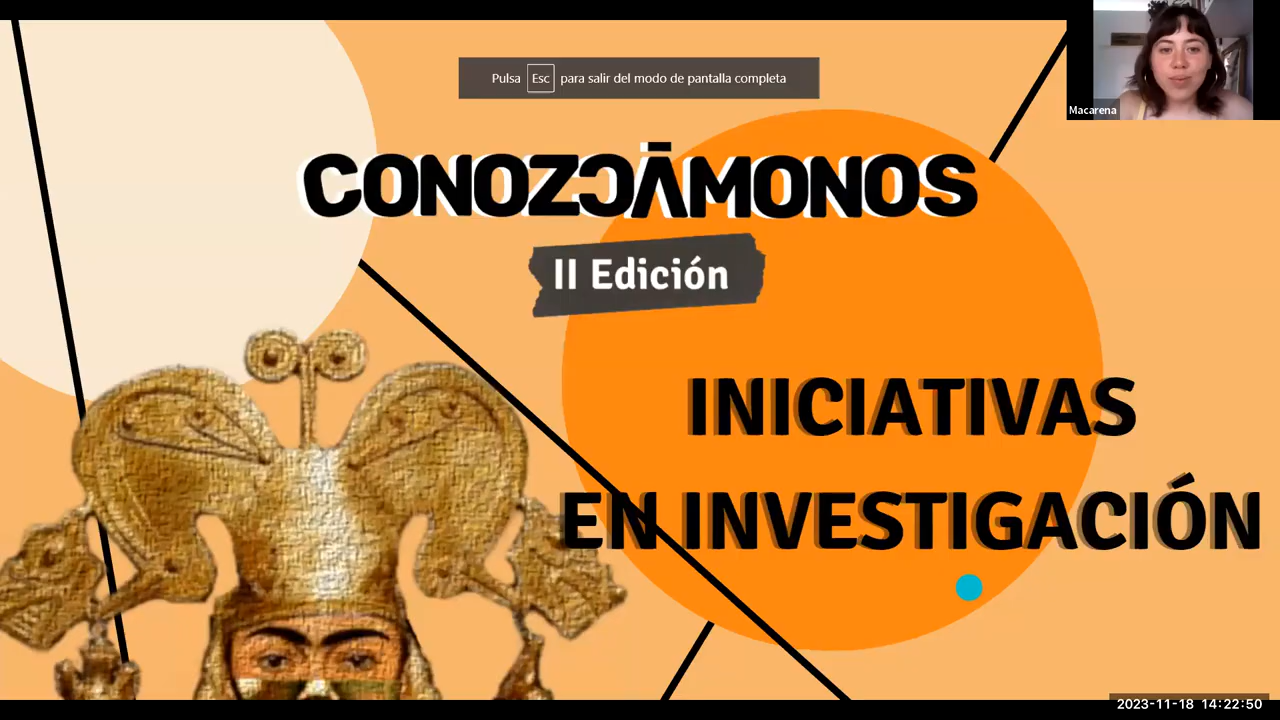 Pulsa Esc para salir del modo de pantalla completa
Macarena
CONOZCÁMONOS
II Edición
INICIATIVAS
EN INVESTIGACIÓN
2023-11-18 14:22:50